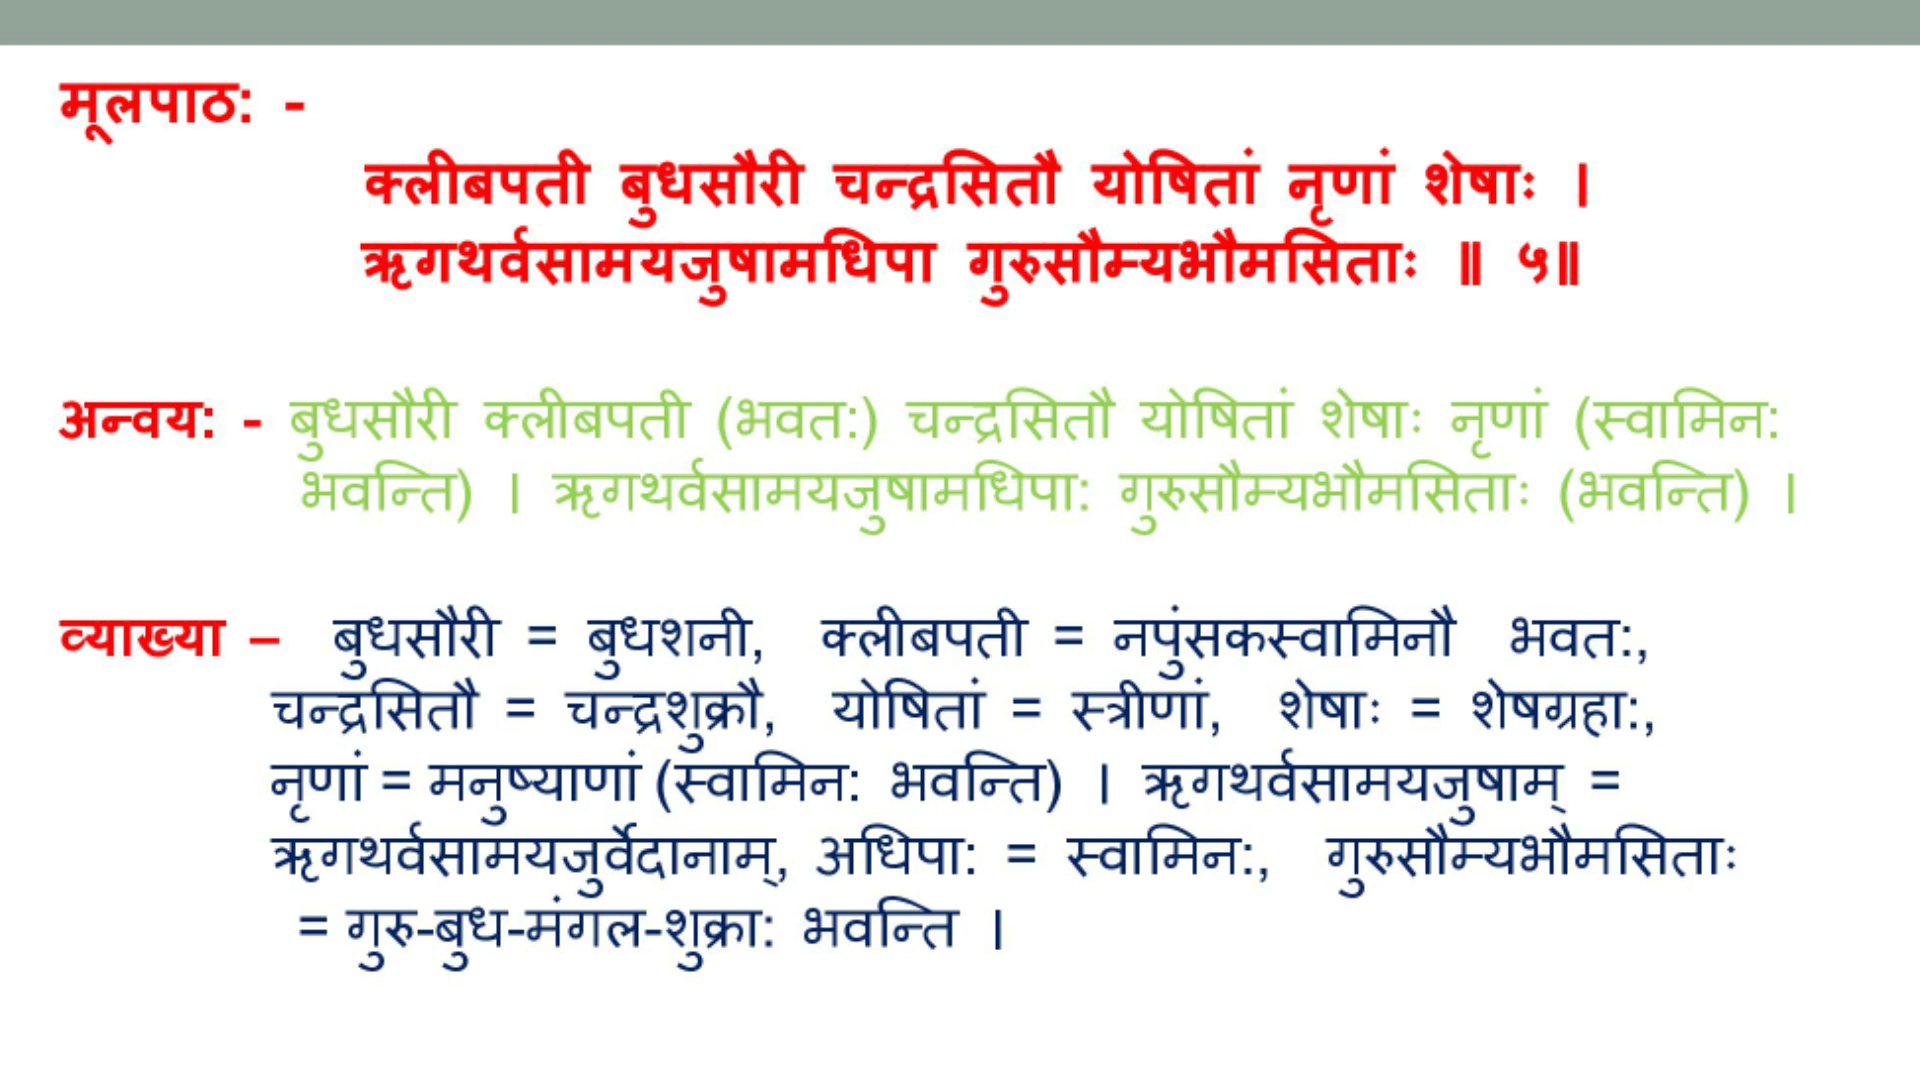 मूलपाठ: -
क्लीबपती बुधसौरी चन्द्रसितौ योषितां नृणां शेषाः ।
ऋगथर्वसामयजुषामधिपा गुरुसौम्यभौमसिताः ॥ ५॥
अन्वय: - बुधसौरी क्लीबपती (भवत:) चन्द्रसितौ योषितां शेषाः नृणां (स्वामिन:
भवन्ति) । ऋगथर्वसामयजुषामधिपा: गुरुसौम्यभौमसिताः (भवन्ति) ।
व्याख्या – बुधसौरी = बुधशनी, क्लीबपती = नपुंसकस्वामिनौ भवत:,
चन्द्रसितौ = चन्द्रशुक्रौ, योषितां = स्त्रीणां, शेषाः = शेषग्रहा:,
नृणां = मनुष्याणां (स्वामिन: भवन्ति) । ऋगथर्वसामयजुषाम् =
ऋगथर्वसामयजुर्वेदानाम्, अधिपा: = स्वामिन:, गुरुसौम्यभौमसिताः
= गुरु-बुध-मंगल-शुक्रा: भवन्ति ।